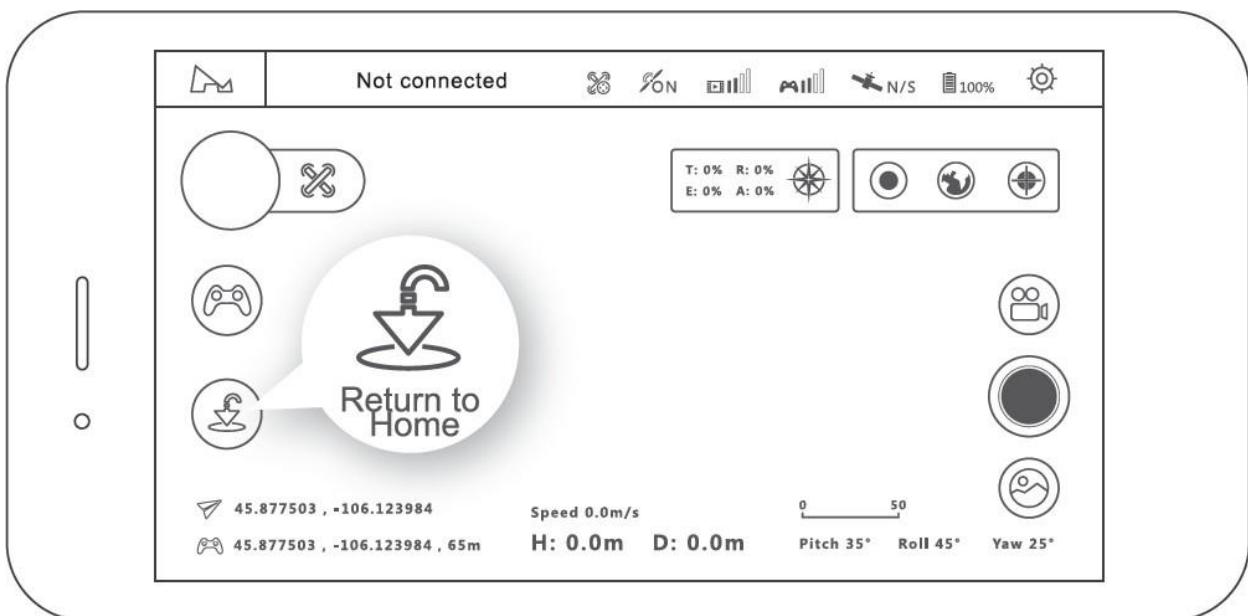 Not connected
ON
N/S
100%
T: 0% R: 0%
E: 0% A: 0%
Return to
Home
45.877503 , -106.123984
Speed 0.0m/s
0 50
45.877503 , -106.123984 , 65m
H: 0.0m D: 0.0m
Pitch 35° Roll 45° Yaw 25°